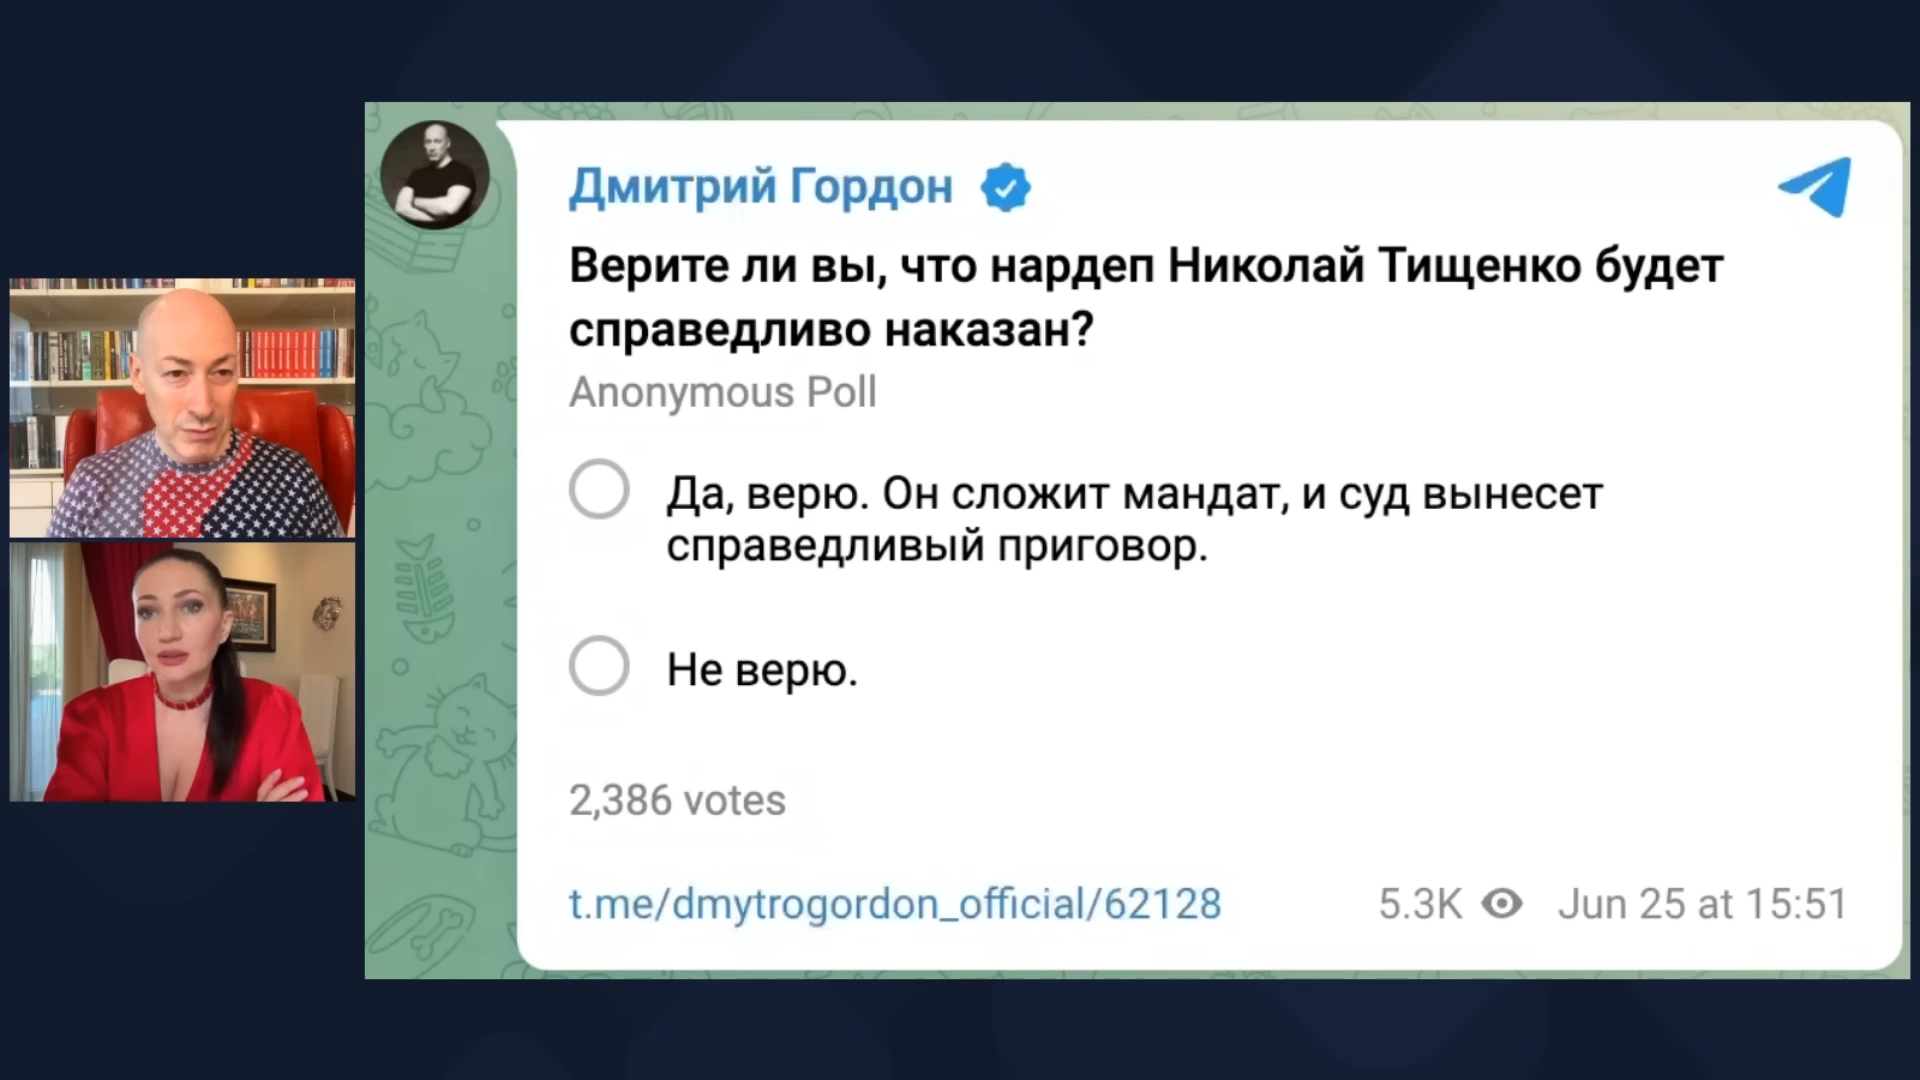 Дмитрий Гордон
Верите ли вы, что нардеп Николай Тищенко будет
справедливо наказан?
Anonymous Poll
Да, верю. Он сложит мандат, и суд вынесет
справедливый приговор.
Не верю.
2,386 votes
t.me/dmytrogordon_official/62128
5.3K
Jun 25 at 15:51